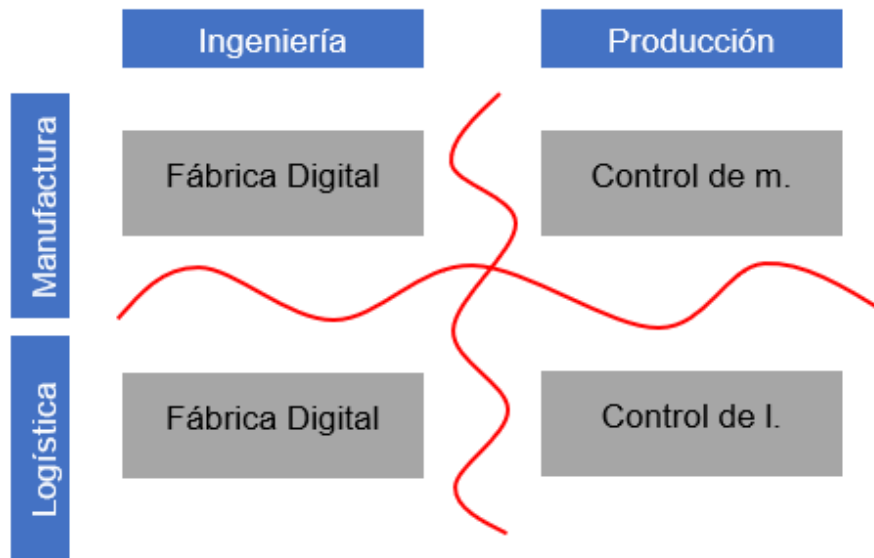 Ingeniería
Producción
Manufactura
Fábrica Digital
Control de m.
Logística
Fábrica Digital
Control de l.